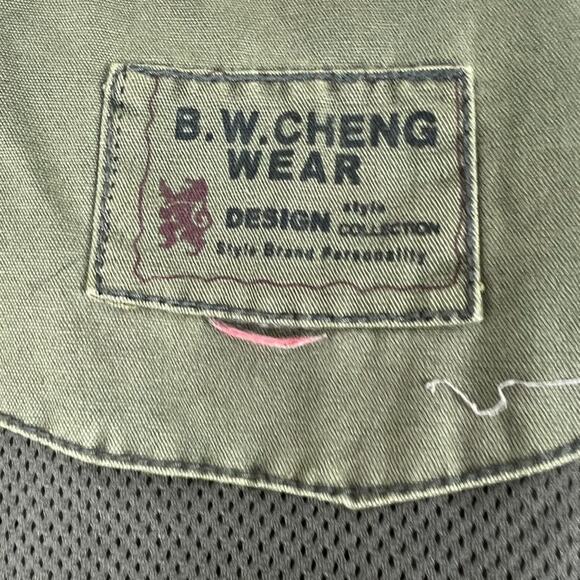 B.W.CHENG
WEAR
DESIGN style COLLECTION
Style Brand Personality